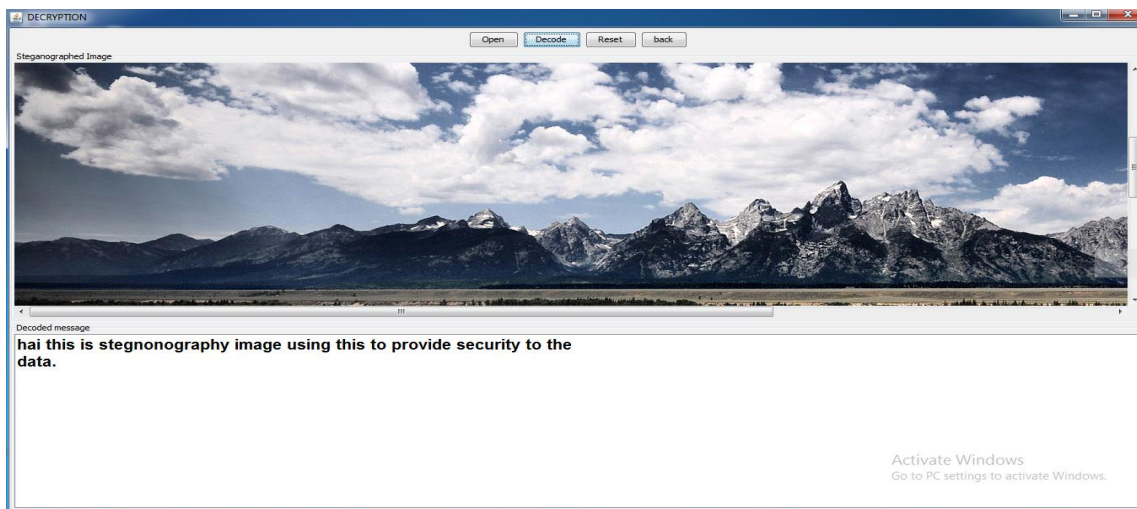 DECRYPTION
Open Decode Reset back
Steganographed Image
Decoded message
hai this is stegnonography image using this to provide security to the
data.
Activate Windows
Go to PC settings to activate Windows.